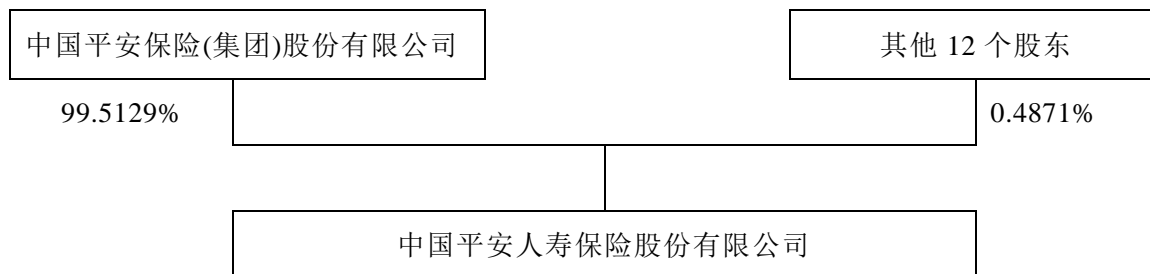 中国平安保险(集团)股份有限公司
其他 12 个股东
99.5129%
0.4871%
中国平安人寿保险股份有限公司